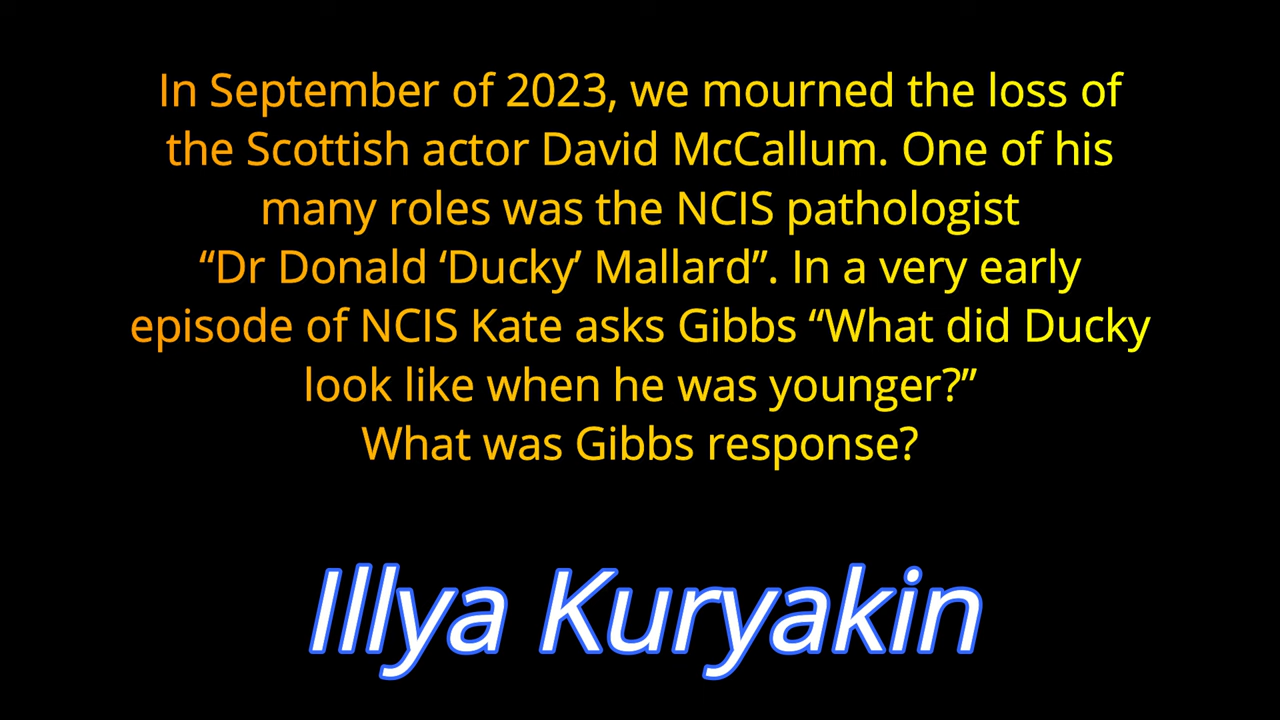 In September of 2023, we mourned the loss of
the Scottish actor David McCallum. One of his
many roles was the NCIS pathologist
“Dr Donald ‘Ducky’ Mallard”. In a very early
episode of NCIS Kate asks Gibbs “What did Ducky
look like when he was younger?”
What was Gibbs response?
Illya Kuryakin